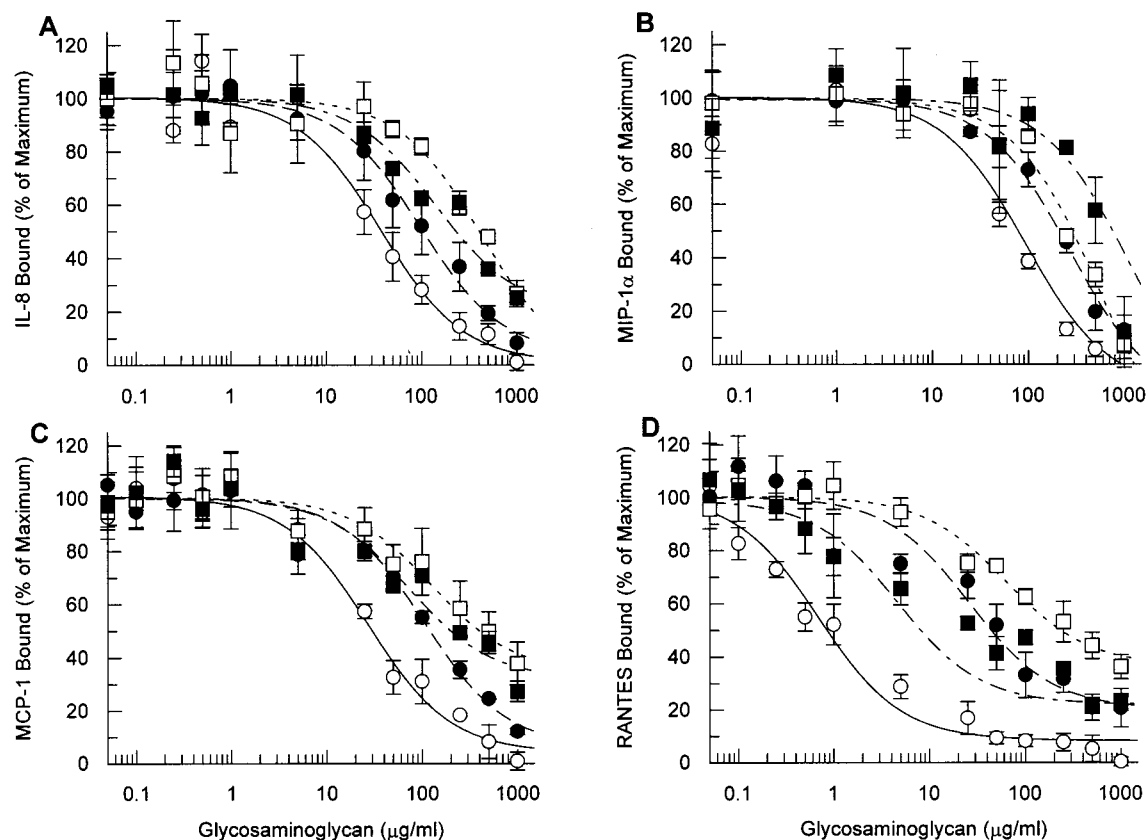 A
120
100
80
60
40
20
0
IL-8 Bound (% of Maximum)
0.1 1 10 100 1000
B
120
100
80
60
40
20
0
MIP-1α Bound (% of Maximum)
0.1 1 10 100 1000
C
120
100
80
60
40
20
0
MCP-1 Bound (% of Maximum)
0.1 1 10 100 1000
Glycosaminoglycan (μg/ml)
D
120
100
80
60
40
20
0
RANTES Bound (% of Maximum)
0.1 1 10 100 1000
Glycosaminoglycan (μg/ml)